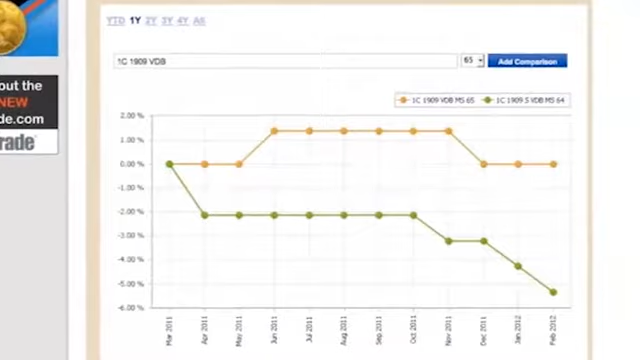 YTD 1Y 2Y 3Y 4Y All
out the
NEW
de.com
rade
1C 1909 VDB
65
Add Comparison
1C 1909 VDB MS 65
1C 1909 S VDB MS 64
2.00 %
1.00 %
0.00 %
-1.00 %
-2.00 %
-3.00 %
-4.00 %
-5.00 %
-6.00 %
Mar 2011
Apr 2011
May 2011
Jun 2011
Jul 2011
Aug 2011
Sep 2011
Oct 2011
Nov 2011
Dec 2011
Jan 2012
Feb 2012